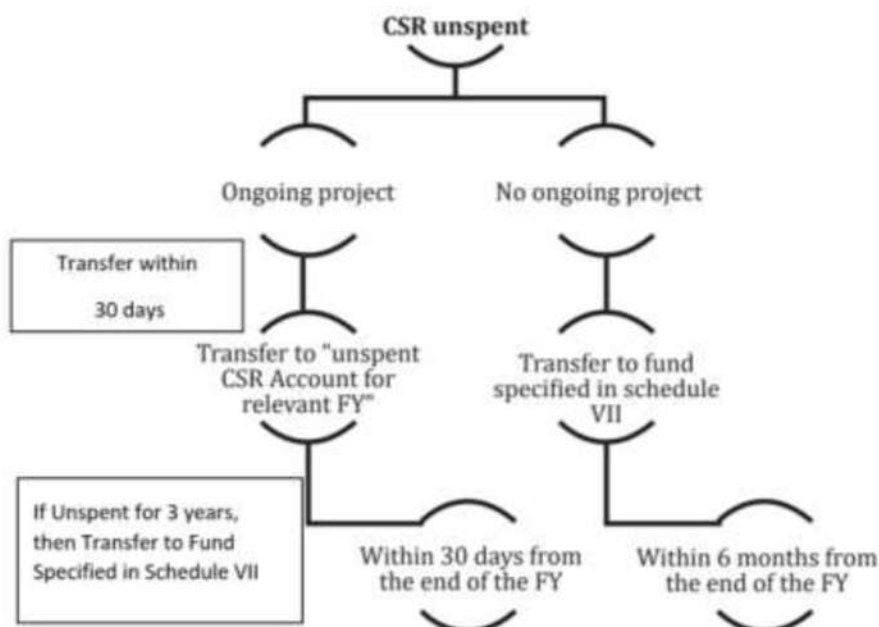 CSR unspent
Ongoing project
No ongoing project
Transfer within
30 days
Transfer to "unspent
CSR Account for
relevant FY"
Transfer to fund
specified in schedule
VII
If Unspent for 3 years,
then Transfer to Fund
Specified in Schedule VII
Within 30 days from
the end of the FY
Within 6 months from
the end of the FY